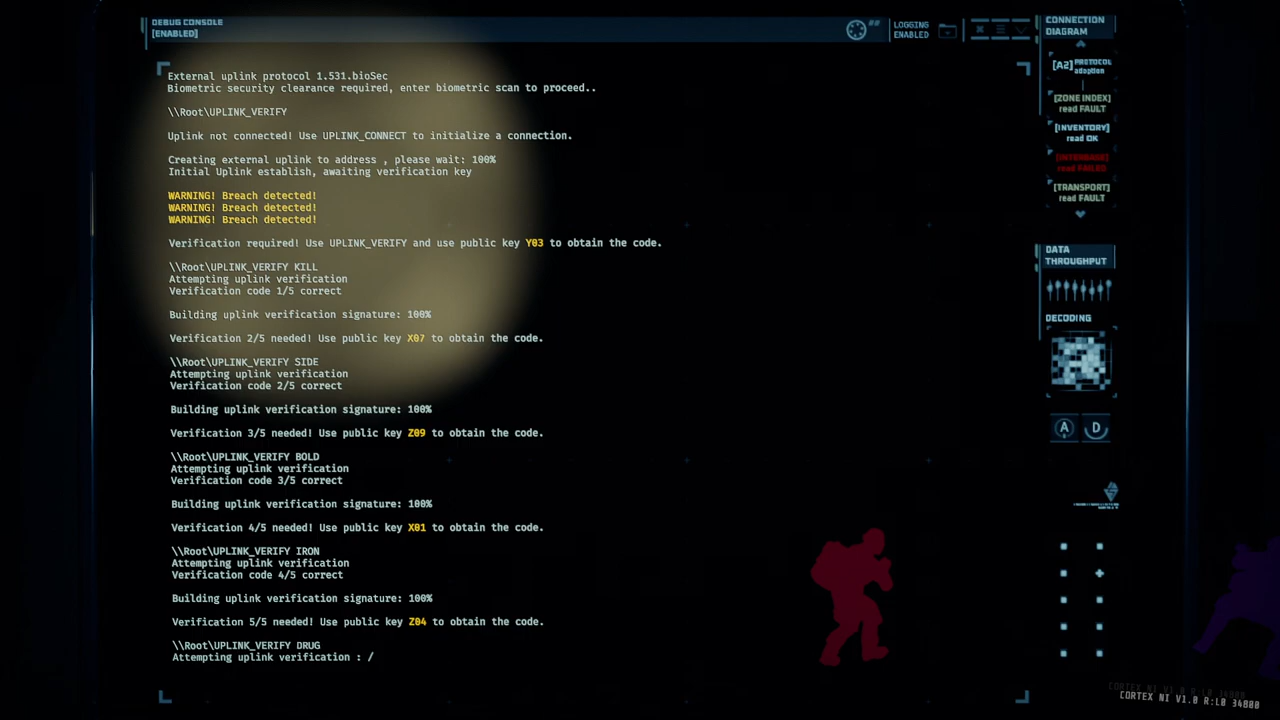 DEBUG CONSOLE
[ENABLED]
LOGGING
ENABLED
External uplink protocol 1.531.bioSec
Biometric security clearance required, enter biometric scan to proceed..
\\Root\UPLINK_VERIFY
Uplink not connected! Use UPLINK_CONNECT to initialize a connection.
Creating external uplink to address , please wait: 100%
Initial Uplink establish, awaiting verification key
WARNING! Breach detected!
WARNING! Breach detected!
WARNING! Breach detected!
Verification required! Use UPLINK_VERIFY and use public key Y03 to obtain the code.
\\Root\UPLINK_VERIFY KILL
Attempting uplink verification
Verification code 1/5 correct
Building uplink verification signature: 100%
Verification 2/5 needed! Use public key X07 to obtain the code.
\\Root\UPLINK_VERIFY SIDE
Attempting uplink verification
Verification code 2/5 correct
Building uplink verification signature: 100%
Verification 3/5 needed! Use public key Z09 to obtain the code.
\\Root\UPLINK_VERIFY BOLD
Attempting uplink verification
Verification code 3/5 correct
Building uplink verification signature: 100%
Verification 4/5 needed! Use public key X01 to obtain the code.
\\Root\UPLINK_VERIFY IRON
Attempting uplink verification
Verification code 4/5 correct
Building uplink verification signature: 100%
Verification 5/5 needed! Use public key Z04 to obtain the code.
\\Root\UPLINK_VERIFY DRUG
Attempting uplink verification : /
CONNECTION
DIAGRAM
[A2] PROTOCOL
adaption
[ZONE INDEX]
read FAULT
[INVENTORY]
read OK
read FAILED
[TRANSPORT]
read FAULT
DATA
THROUGHPUT
DECODING
A D
CORTEX NI V1.0 R:L0 34800